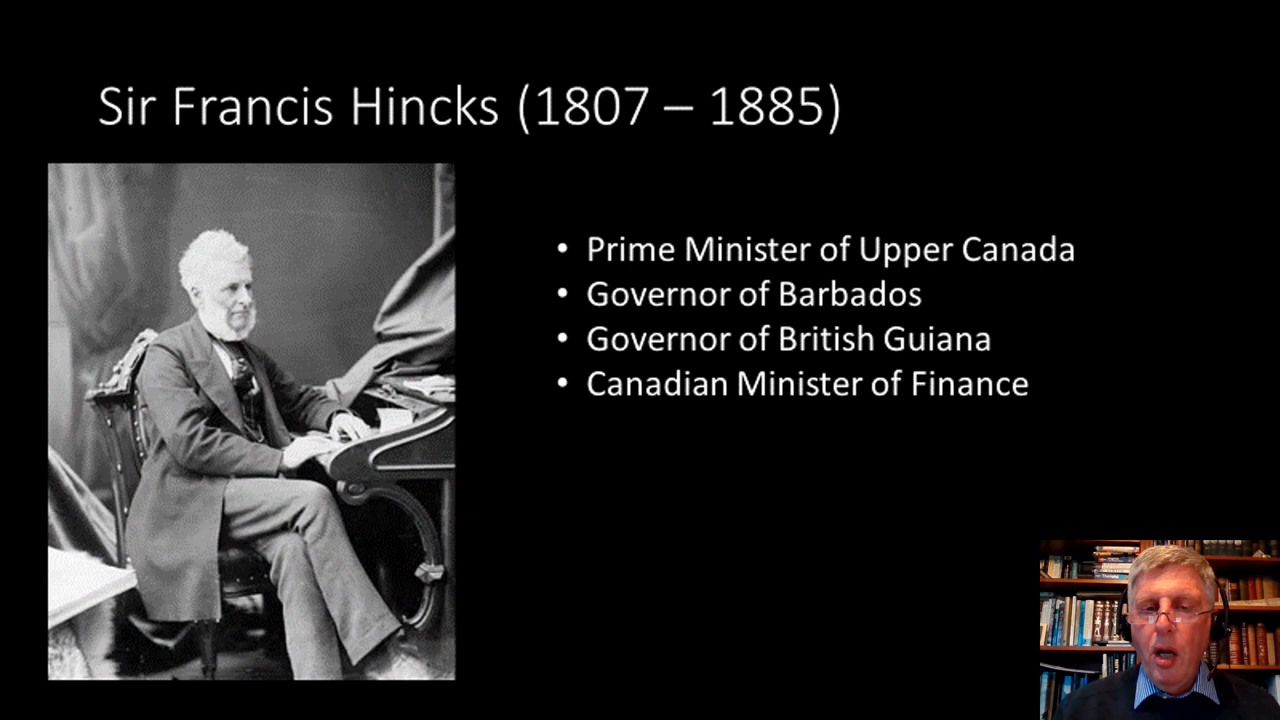 Sir Francis Hincks (1807 – 1885)
• Prime Minister of Upper Canada
• Governor of Barbados
• Governor of British Guiana
• Canadian Minister of Finance